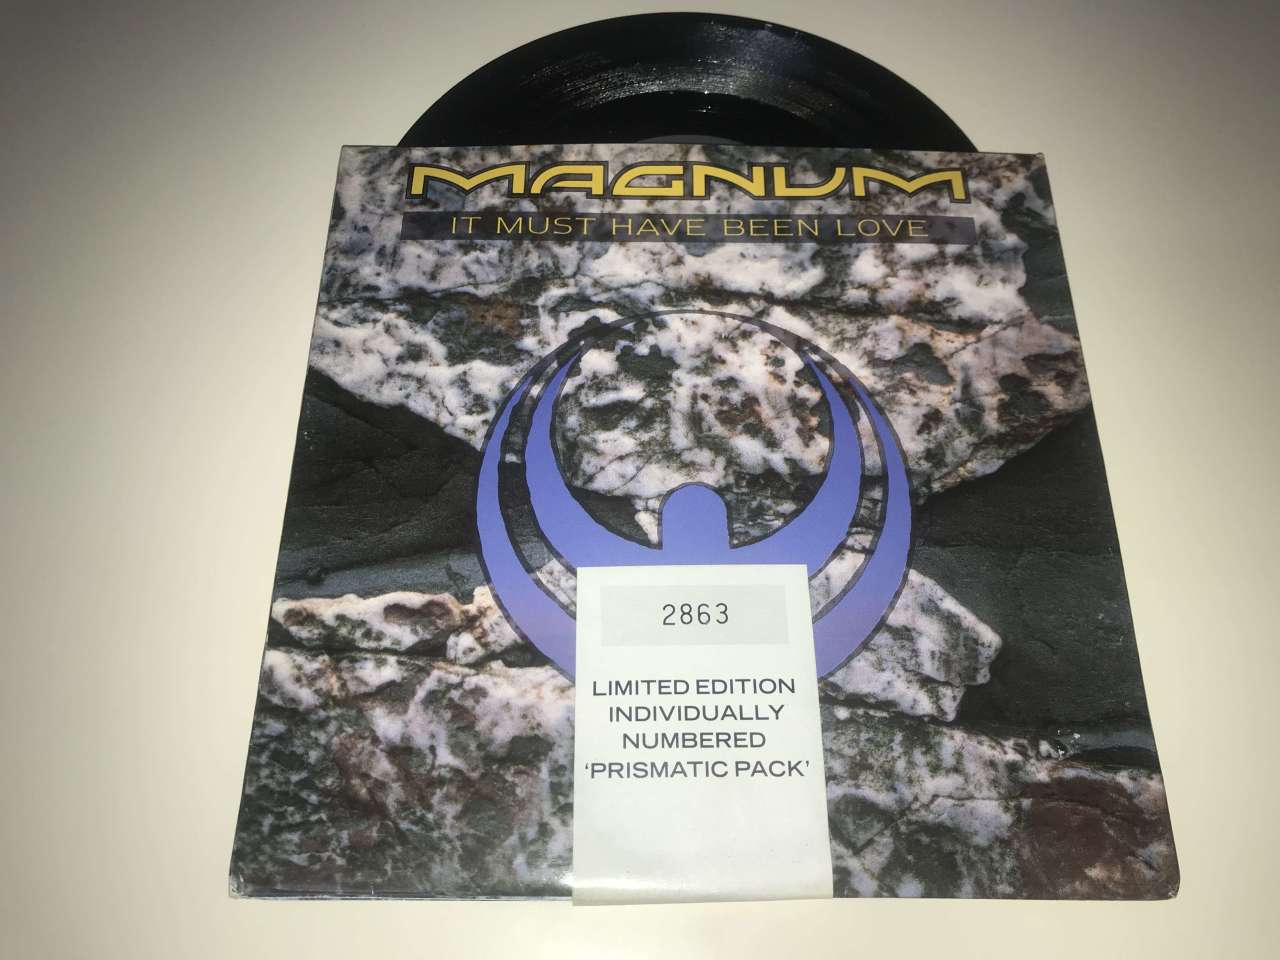 MAGNUM
IT MUST HAVE BEEN LOVE
2863
LIMITED EDITION
INDIVIDUALLY
NUMBERED
‘PRISMATIC PACK’